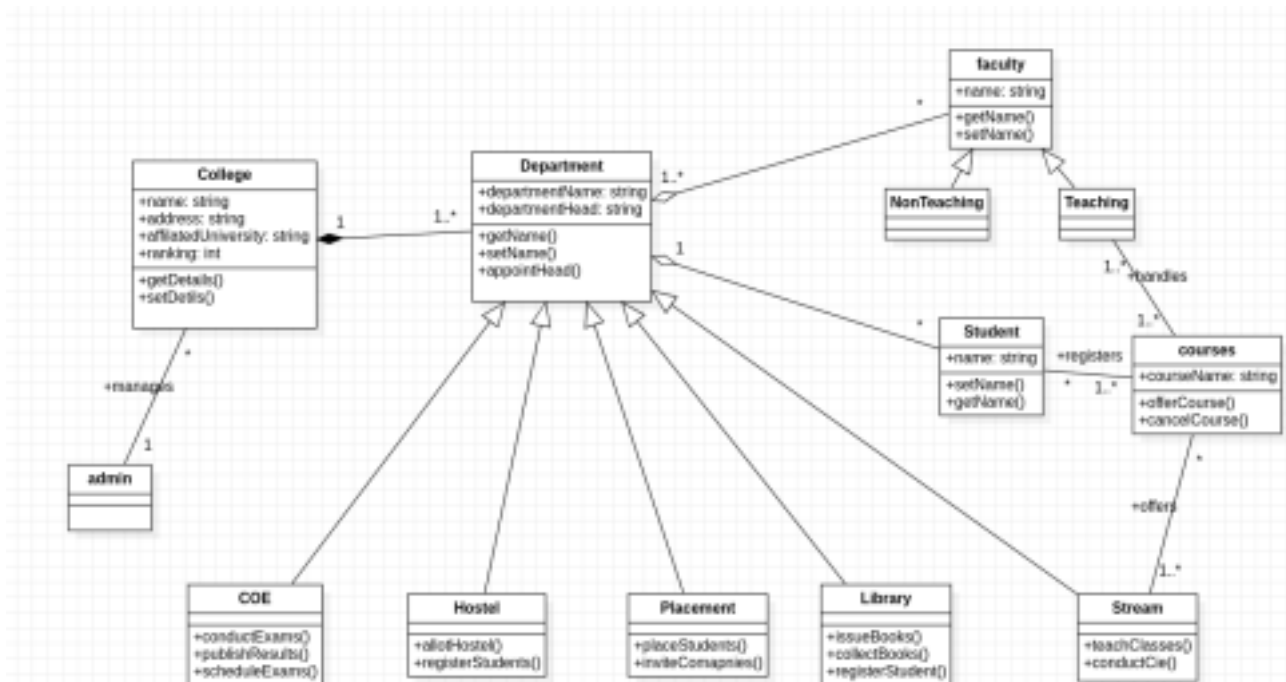 faculty
+name: string
+getName()
+setName()
*
1..*
NonTeaching
Teaching
College
+name: string
+address: string
+affilatedUniversity: string
+ranking: int
+getDetails()
+setDetils()
1
1..*
Department
+departmentName: string
+departmentHead: string
+getName()
+setName()
+appointHead()
1
*
1..*
+handles
1..*
Student
+name: string
+setName()
+getName()
+registers
*
1..*
courses
+courseName: string
+offerCourse()
+cancelCourse()
*
+manages
1
admin
*
+offers
1..*
COE
+conductExams()
+publishResults()
+scheduleExams()
Hostel
+allotHostel()
+registerStudents()
Placement
+placeStudents()
+inviteComapnies()
Library
+issueBooks()
+collectBooks()
+registerStudent()
Stream
+teachClasses()
+conductCie()